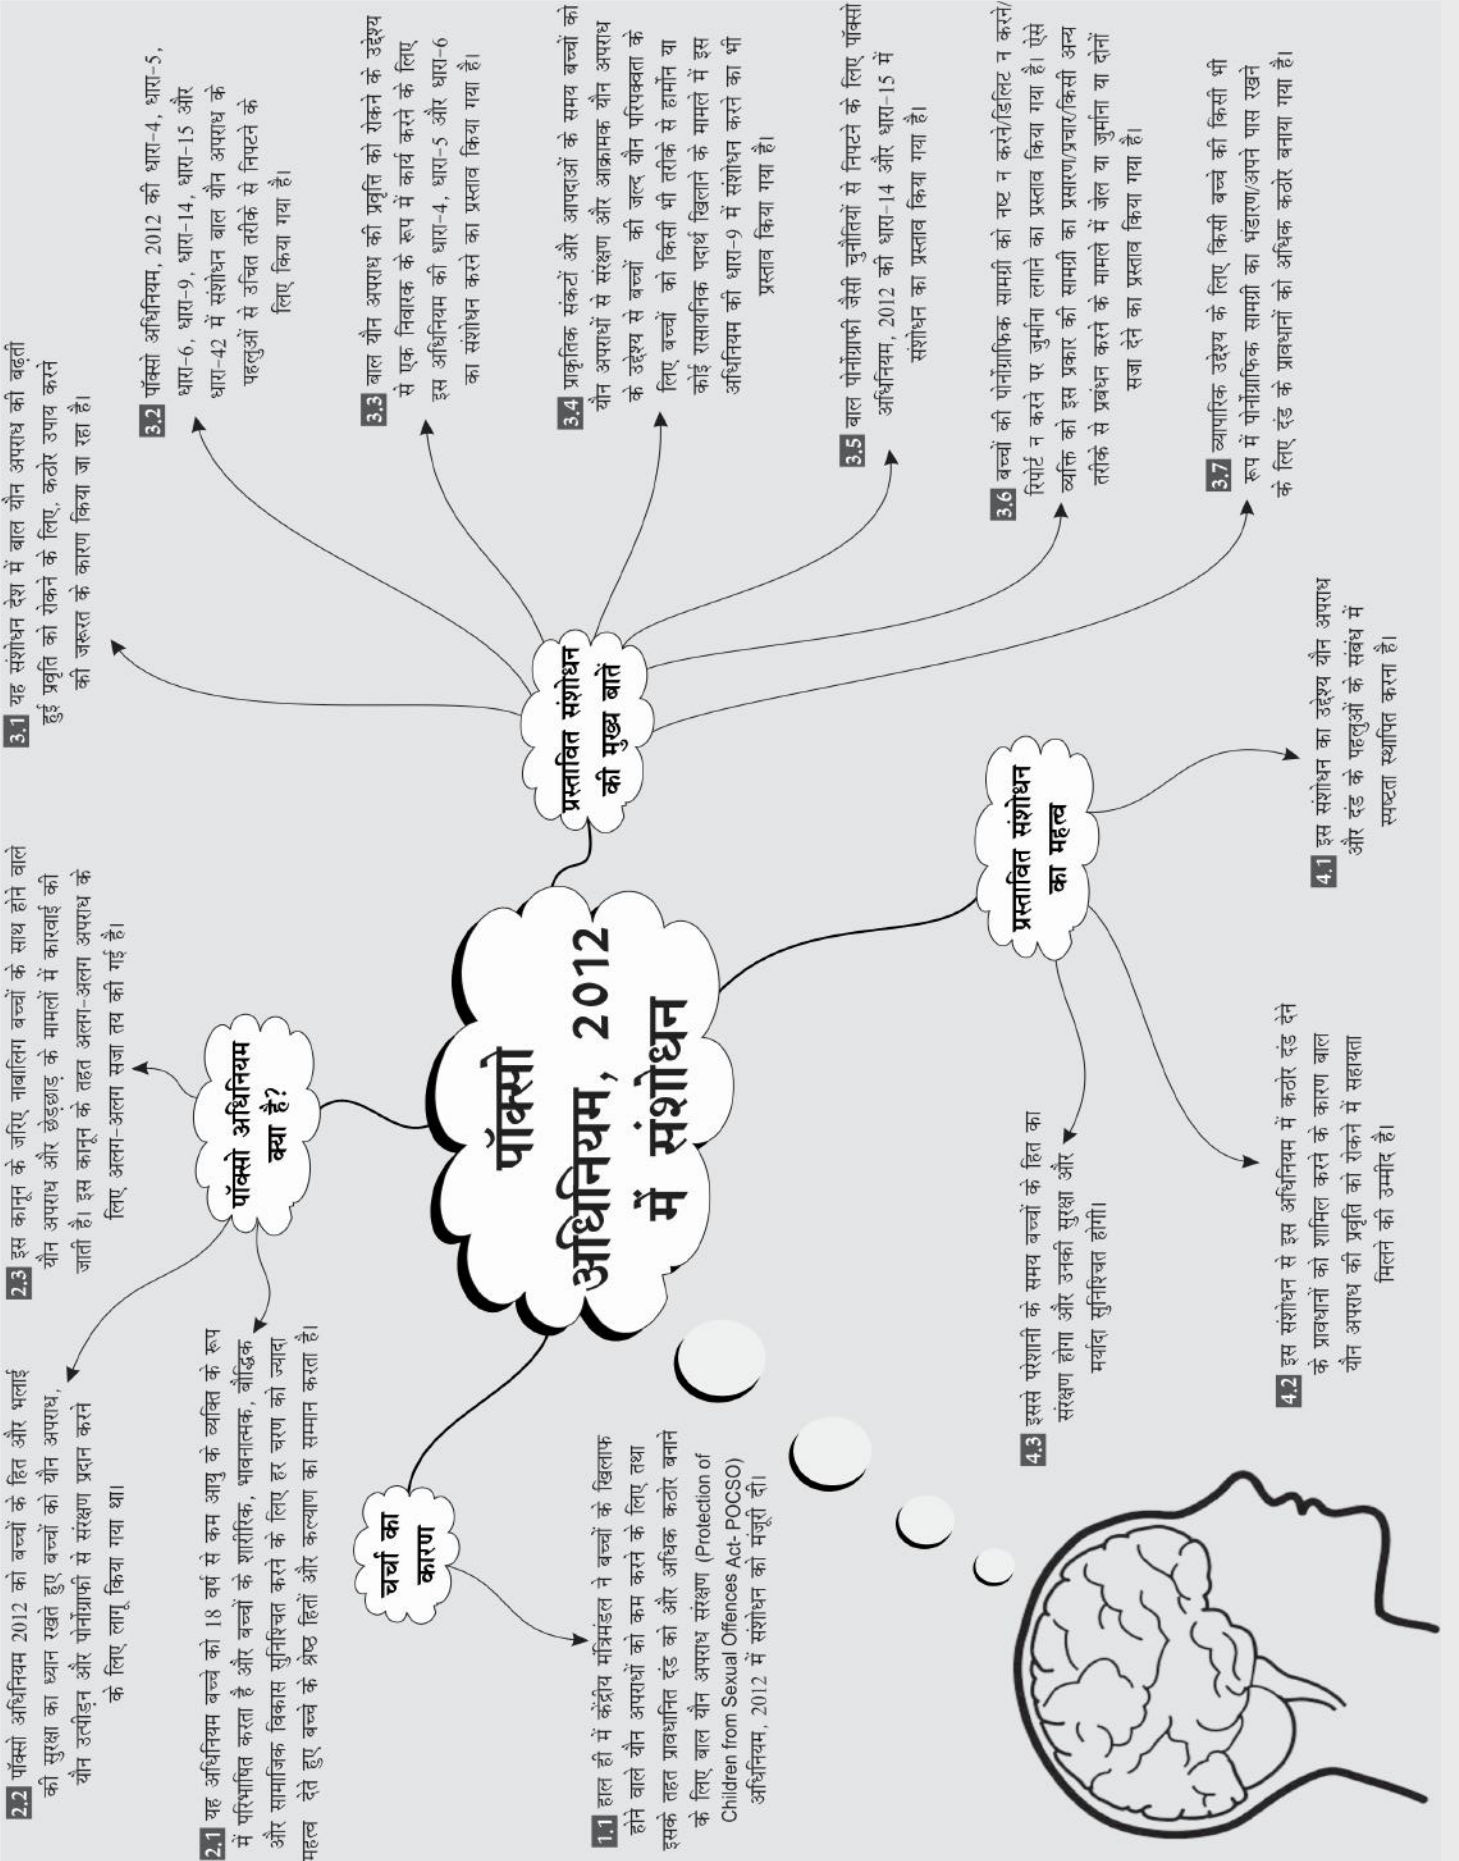 पॉक्सो
अधिनियम, 2012
में संशोधन
चर्चा का
कारण
1.1 हाल ही में केंद्रीय मंत्रिमंडल ने बच्चों के खिलाफ
होने वाले यौन अपराधों को कम करने के लिए तथा
इसके तहत प्रावधानित दंड को और अधिक कठोर बनाने
के लिए बाल यौन अपराध संरक्षण (Protection of
Children from Sexual Offences Act- POCSO)
अधिनियम, 2012 में संशोधन को मंजूरी दी।
पॉक्सो अधिनियम
क्या है?
2.1 यह अधिनियम बच्चे को 18 वर्ष से कम आयु के व्यक्ति के रूप
में परिभाषित करता है और बच्चों के शारीरिक, भावनात्मक, बौद्धिक
और सामाजिक विकास सुनिश्चित करने के लिए हर चरण को ज्यादा
महत्व देते हुए बच्चे के श्रेष्ठ हितों और कल्याण का सम्मान करता है।
2.2 पॉक्सो अधिनियम 2012 को बच्चों के हित और भलाई
की सुरक्षा का ध्यान रखते हुए बच्चों को यौन अपराध,
यौन उत्पीड़न और पोर्नोग्राफी से संरक्षण प्रदान करने
के लिए लागू किया गया था।
2.3 इस कानून के जरिए नाबालिग बच्चों के साथ होने वाले
यौन अपराध और छेड़छाड़ के मामलों में कारवाई की
जाती है। इस कानून के तहत अलग-अलग अपराध के
लिए अलग-अलग सजा तय की गई है।
प्रस्तावित संशोधन
की मुख्य बातें
3.1 यह संशोधन देश में बाल यौन अपराध की बढ़ती
हुई प्रवृति को रोकने के लिए, कठोर उपाय करने
की जरूरत के कारण किया जा रहा है।
3.2 पॉक्सो अधिनियम, 2012 की धारा-4, धारा-5,
धारा-6, धारा-9, धारा-14, धारा-15 और
धारा-42 में संशोधन बाल यौन अपराध के
पहलुओं से उचित तरीके से निपटने के
लिए किया गया है।
3.3 बाल यौन अपराध की प्रवृत्ति को रोकने के उद्देश्य
से एक निवारक के रूप में कार्य करने के लिए
इस अधिनियम की धारा-4, धारा-5 और धारा-6
का संशोधन करने का प्रस्ताव किया गया है।
3.4 प्राकृतिक संकटों और आपदाओं के समय बच्चों को
यौन अपराधों से संरक्षण और आक्रामक यौन अपराध
के उद्देश्य से बच्चों की जल्द यौन परिपक्वता के
लिए बच्चों को किसी भी तरीके से हार्मोन या
कोई रासायनिक पदार्थ खिलाने के मामले में इस
अधिनियम की धारा-9 में संशोधन करने का भी
प्रस्ताव किया गया है।
3.5 बाल पोर्नोग्राफी जैसी चुनौतियों से निपटने के लिए पॉक्सो
अधिनियम, 2012 की धारा-14 और धारा-15 में
संशोधन का प्रस्ताव किया गया है।
3.6 बच्चों की पोर्नोग्राफिक सामग्री को नष्ट न करने/डिलिट न करने/
रिपोर्ट न करने पर जुर्माना लगाने का प्रस्ताव किया गया है। ऐसे
व्यक्ति को इस प्रकार की सामग्री का प्रसारण/प्रचार/किसी अन्य
तरीके से प्रबंधन करने के मामले में जेल या जुर्माना या दोनों
सजा देने का प्रस्ताव किया गया है।
3.7 व्यापारिक उद्देश्य के लिए किसी बच्चे की किसी भी
रूप में पोर्नोग्राफिक सामग्री का भंडारण/अपने पास रखने
के लिए दंड के प्रावधानों को अधिक कठोर बनाया गया है।
प्रस्तावित संशोधन
का महत्व
4.1 इस संशोधन का उद्देश्य यौन अपराध
और दंड के पहलुओं के संबंध में
स्पष्टता स्थापित करना है।
4.2 इस संशोधन से इस अधिनियम में कठोर दंड देने
के प्रावधानों को शामिल करने के कारण बाल
यौन अपराध की प्रवृति को रोकने में सहायता
मिलने की उम्मीद है।
4.3 इससे परेशानी के समय बच्चों के हित का
संरक्षण होगा और उनकी सुरक्षा और
मर्यादा सुनिश्चित होगी।